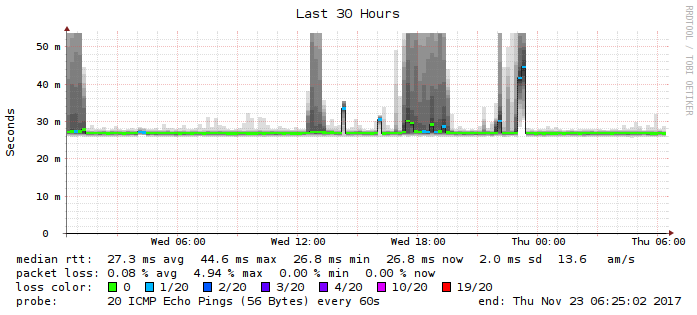 Last 30 Hours
RRDTOOL / TOBI OETIKER
Seconds
50 m
40 m
30 m
20 m
10 m
0
Wed 06:00 Wed 12:00 Wed 18:00 Thu 00:00 Thu 06:00
median rtt: 27.3 ms avg 44.6 ms max 26.8 ms min 26.8 ms now 2.0 ms sd 13.6 am/s
packet loss: 0.08 % avg 4.94 % max 0.00 % min 0.00 % now
loss color: 0 1/20 2/20 3/20 4/20 10/20 19/20
probe: 20 ICMP Echo Pings (56 Bytes) every 60s end: Thu Nov 23 06:25:02 2017